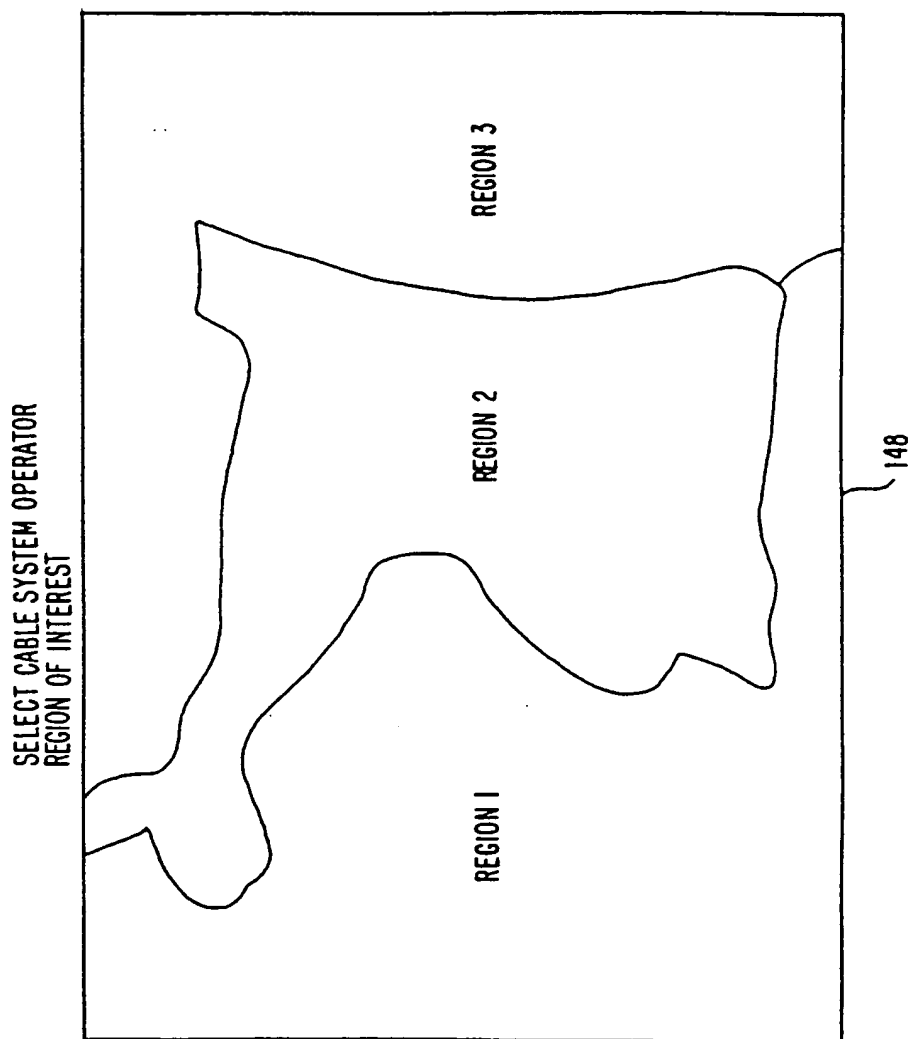 SELECT CABLE SYSTEM OPERATOR
REGION OF INTEREST
REGION 1
REGION 2
REGION 3
148